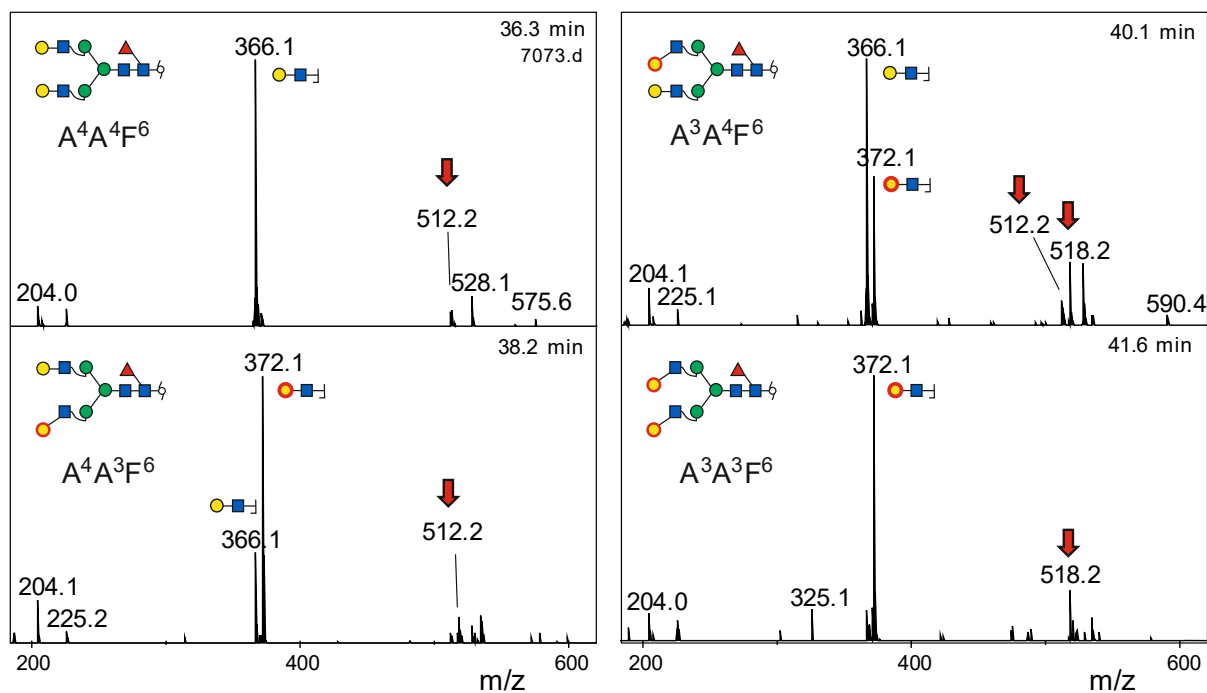 36.3 min
7073.d
366.1
A⁴A⁴F⁶
512.2
204.0
528.1
575.6
40.1 min
366.1
A³A⁴F⁶
372.1
512.2
518.2
204.1
225.1
590.4
38.2 min
372.1
A⁴A³F⁶
366.1
512.2
204.1
225.2
200
400
600
m/z
41.6 min
372.1
A³A³F⁶
518.2
325.1
204.0
200
400
600
m/z